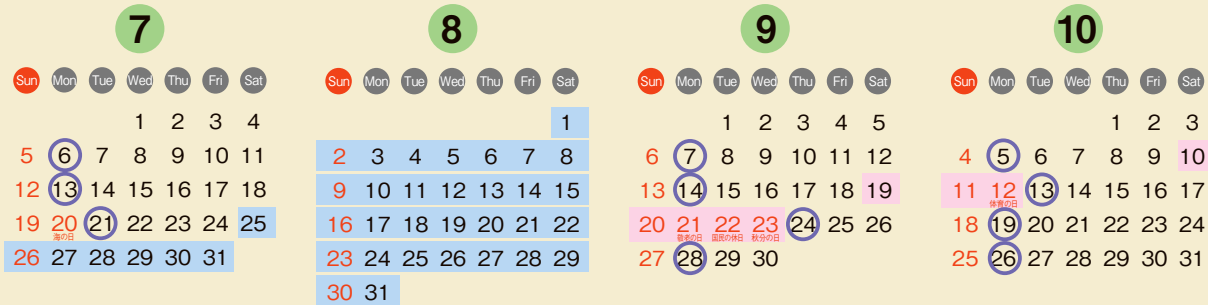 7
Sun Mon Tue Wed Thu Fri Sat
1 2 3 4
5 6 7 8 9 10 11
12 13 14 15 16 17 18
19 20 21 22 23 24 25
海の日
26 27 28 29 30 31
8
Sun Mon Tue Wed Thu Fri Sat
1
2 3 4 5 6 7 8
9 10 11 12 13 14 15
16 17 18 19 20 21 22
23 24 25 26 27 28 29
30 31
9
Sun Mon Tue Wed Thu Fri Sat
1 2 3 4 5
6 7 8 9 10 11 12
13 14 15 16 17 18 19
20 21 22 23 24 25 26
敬老の日 国民の休日 秋分の日
27 28 29 30
10
Sun Mon Tue Wed Thu Fri Sat
1 2 3
4 5 6 7 8 9 10
11 12 13 14 15 16 17
体育の日
18 19 20 21 22 23 24
25 26 27 28 29 30 31